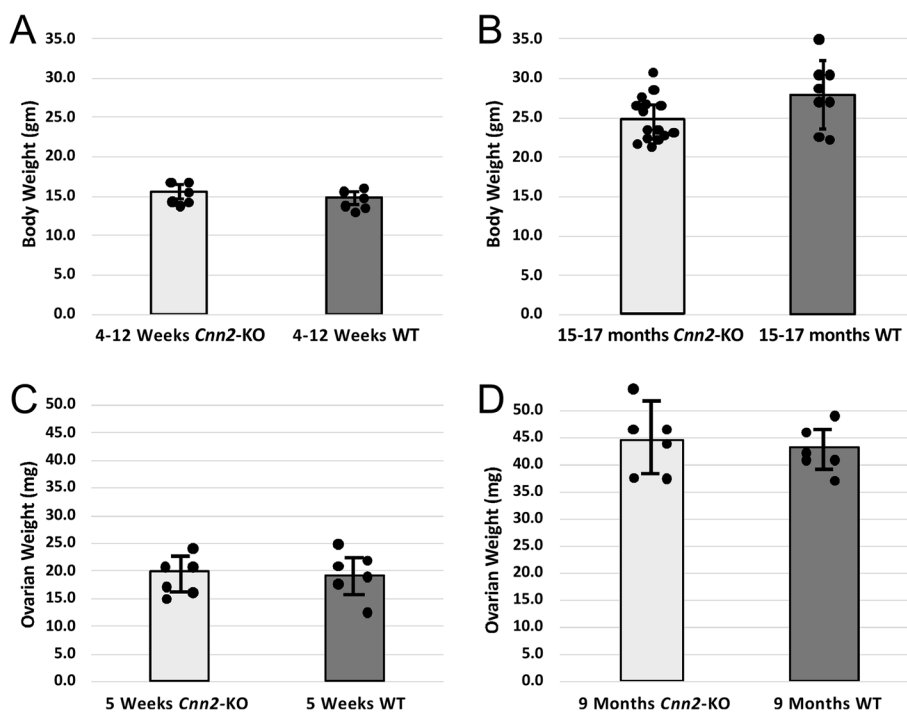 A
35.0
30.0
25.0
20.0
15.0
10.0
5.0
0.0
Body Weight (gm)
4-12 Weeks Cnn2-KO
4-12 Weeks WT
B
35.0
30.0
25.0
20.0
15.0
10.0
5.0
0.0
Body Weight (gm)
15-17 months Cnn2-KO
15-17 months WT
C
50.0
45.0
40.0
35.0
30.0
25.0
20.0
15.0
10.0
5.0
0.0
Ovarian Weight (mg)
5 Weeks Cnn2-KO
5 Weeks WT
D
50.0
45.0
40.0
35.0
30.0
25.0
20.0
15.0
10.0
5.0
0.0
Ovarian Weight (mg)
9 Months Cnn2-KO
9 Months WT